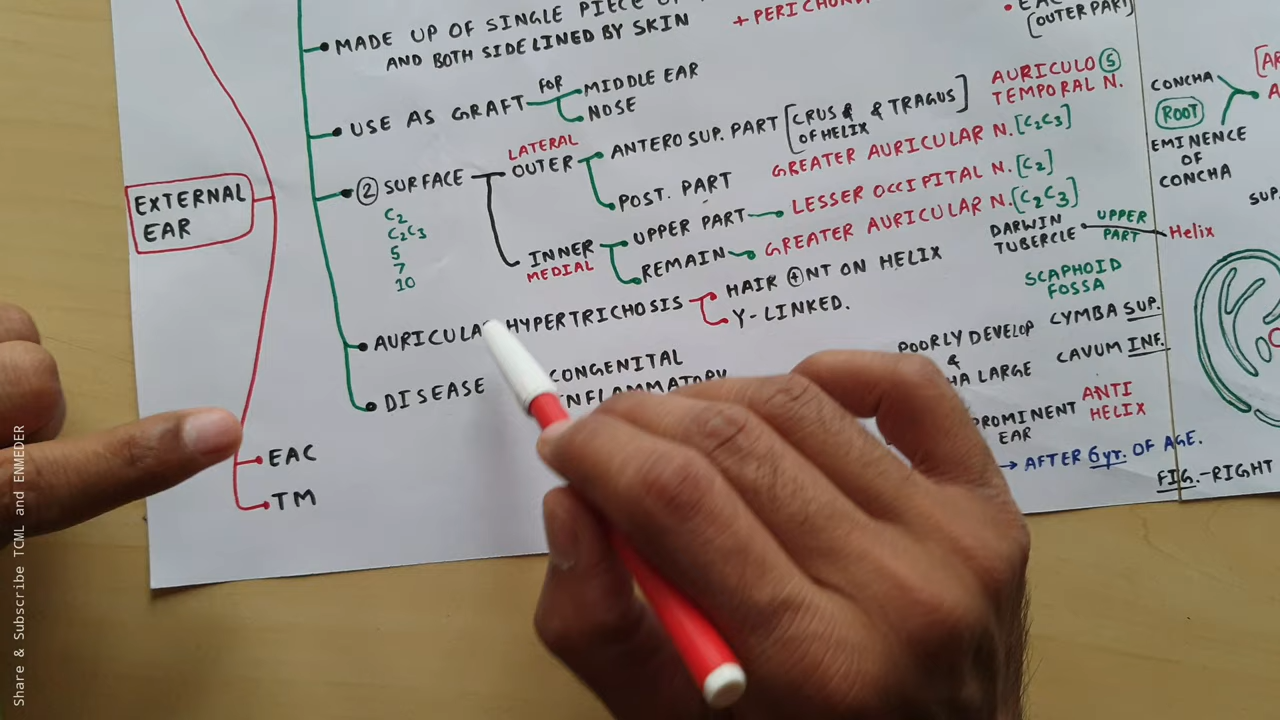 MADE UP OF SINGLE PIECE
AND BOTH SIDE LINED BY SKIN
+ PERICHON
[OUTER PART]
USE AS GRAFT
FOR
MIDDLE EAR
NOSE
② SURFACE
C₂
C₂C₃
5
7
10
LATERAL
OUTER
ANTERO SUP. PART [CRUS & & TRAGUS]
OF HELIX
AURICULO ⑤
TEMPORAL N.
POST. PART
GREATER AURICULAR N. [C₂C₃]
INNER
MEDIAL
UPPER PART
LESSER OCCIPITAL N. [C₂]
REMAIN
GREATER AURICULAR N. [C₂C₃]
AURICULAR HYPERTRICHOSIS
HAIR ⊕NT ON HELIX
Y-LINKED.
DISEASE
CONGENITAL
INFLAMMATORY
EXTERNAL
EAR
EAC
TM
CONCHA
ROOT
EMINENCE
OF
CONCHA
SUP.
DARWIN
TUBERCLE
UPPER
PART
Helix
SCAPHOID
FOSSA
CYMBA SUP.
CAVUM INF.
POORLY DEVELOP
&
HA LARGE
ANTI
HELIX
PROMINENT
EAR
→ AFTER 6yr. OF AGE.
FIG.-RIGHT
Share & Subscribe TCML and ENMEDER